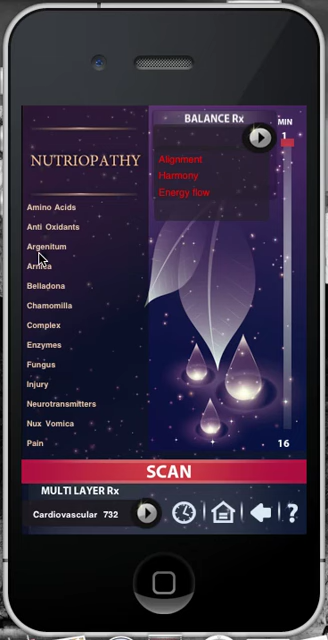 BALANCE Rx
MIN
1
NUTRIOPATHY
Alignment
Harmony
Energy flow
Amino Acids
Anti Oxidants
Argenitum
Arnica
Belladona
Chamomilla
Complex
Enzymes
Fungus
Injury
Neurotransmitters
Nux Vomica
Pain
16
SCAN
MULTI LAYER Rx
Cardiovascular 732
?